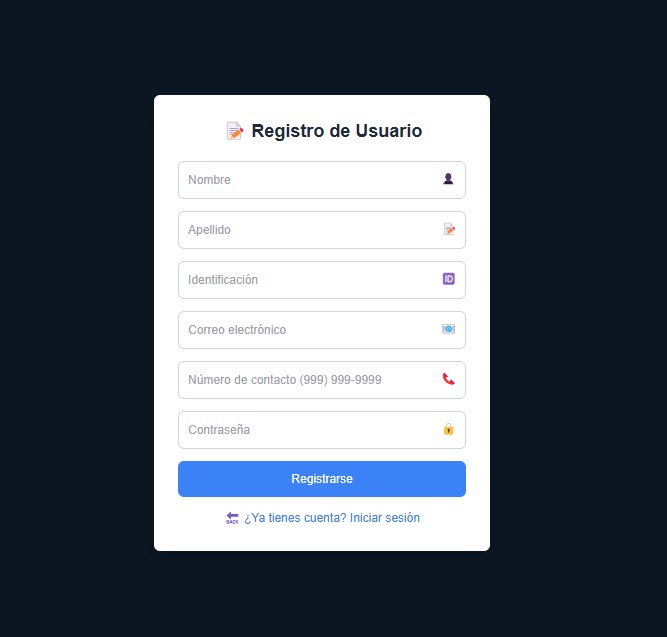 📝 Registro de Usuario
Nombre
Apellido
Identificación
Correo electrónico
Número de contacto (999) 999-9999
Contraseña
Registrarse
🔙 ¿Ya tienes cuenta? Iniciar sesión